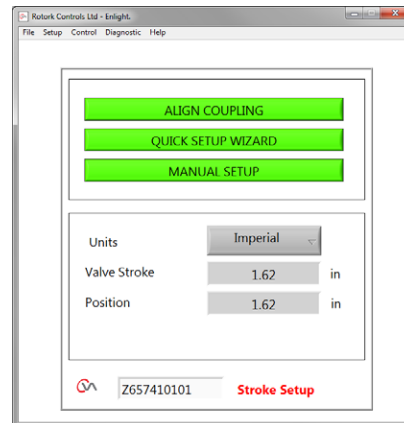 Rotork Controls Ltd - Enlight.
File Setup Control Diagnostic Help
ALIGN COUPLING
QUICK SETUP WIZARD
MANUAL SETUP
Units Imperial
Valve Stroke 1.62 in
Position 1.62 in
Z657410101 Stroke Setup